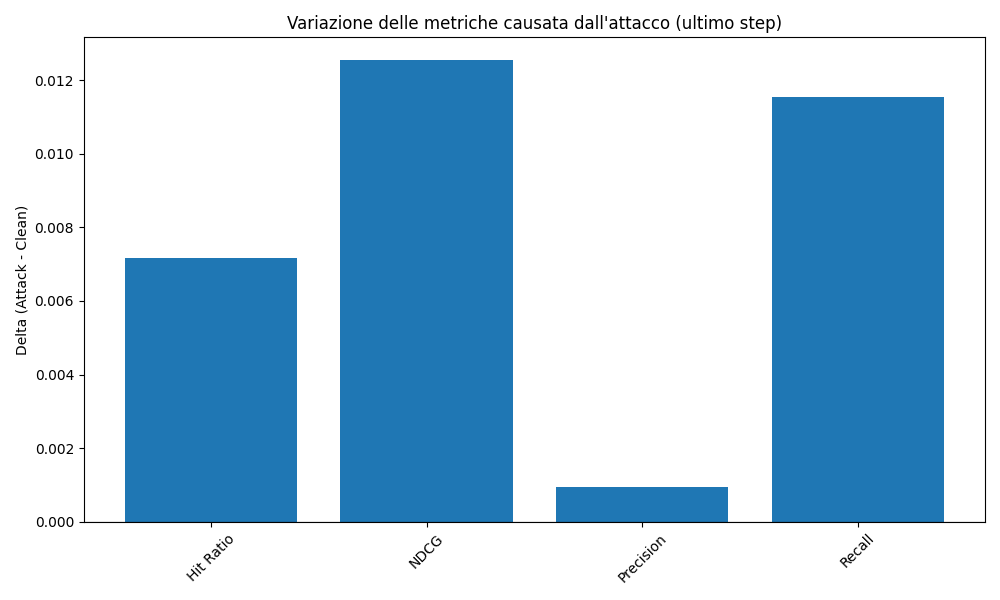 Variazione delle metriche causata dall'attacco (ultimo step)
Delta (Attack - Clean)
0.012
0.010
0.008
0.006
0.004
0.002
0.000
Hit Ratio
NDCG
Precision
Recall